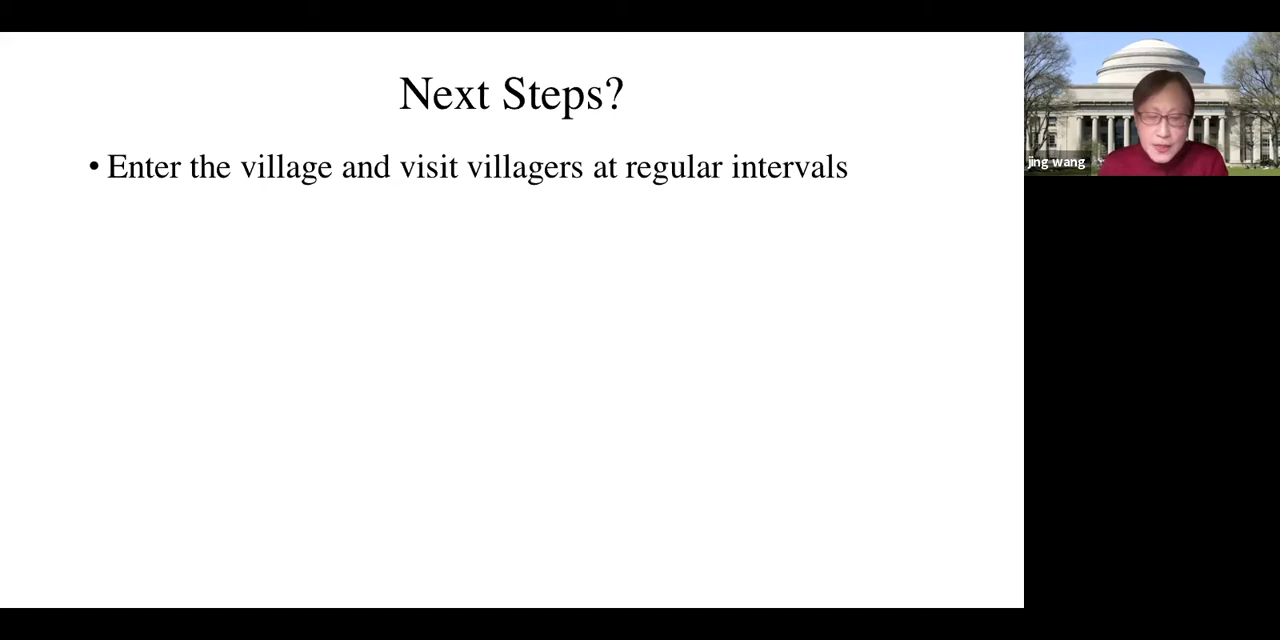 Next Steps?
• Enter the village and visit villagers at regular intervals
jing wang